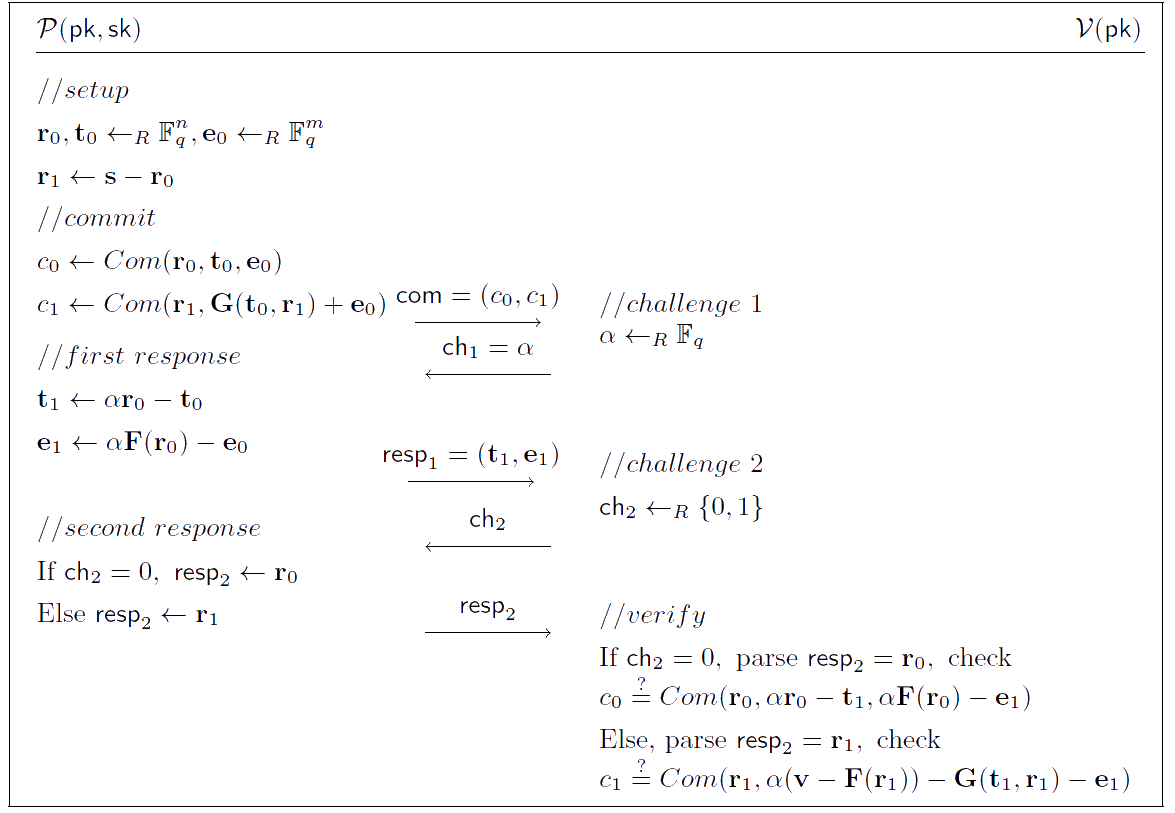 𝒫(pk, sk)
𝒱(pk)
//setup
r₀, t₀ ←_R 𝔽_q^n, e₀ ←_R 𝔽_q^m
r₁ ← s − r₀
//commit
c₀ ← Com(r₀, t₀, e₀)
c₁ ← Com(r₁, G(t₀, r₁) + e₀)
com = (c₀, c₁)
//challenge 1
α ←_R 𝔽_q
ch₁ = α
//first response
t₁ ← αr₀ − t₀
e₁ ← αF(r₀) − e₀
resp₁ = (t₁, e₁)
//challenge 2
ch₂ ←_R {0, 1}
ch₂
//second response
If ch₂ = 0, resp₂ ← r₀
Else resp₂ ← r₁
resp₂
//verify
If ch₂ = 0, parse resp₂ = r₀, check
c₀ ≟ Com(r₀, αr₀ − t₁, αF(r₀) − e₁)
Else, parse resp₂ = r₁, check
c₁ ≟ Com(r₁, α(v − F(r₁)) − G(t₁, r₁) − e₁)